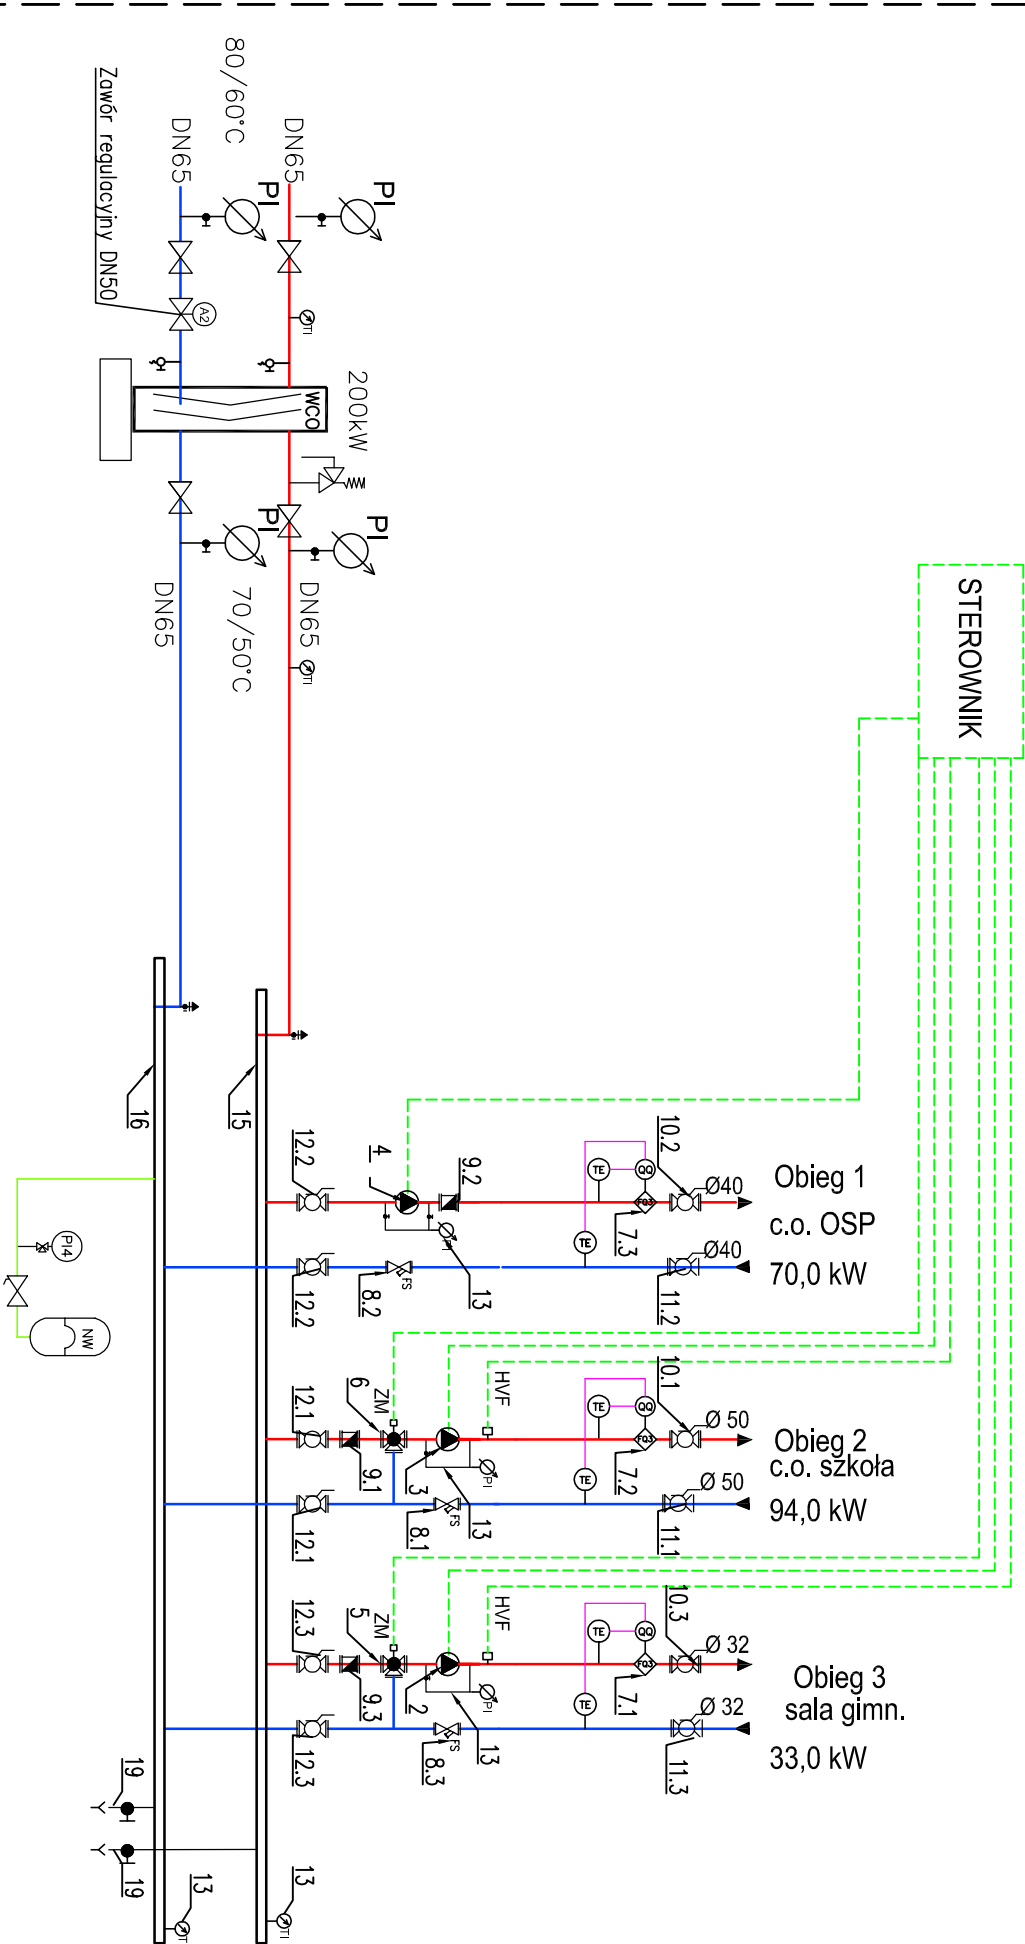 80/60°C
Zawór regulacyjny DN50
DN65
DN65
PI
PI
A2
TI
WCO
200kW
PI
PI
DN65
70/50°C
DN65
TI
STEROWNIK
16
15
12.2
4
9.2
TE
QQ
10.2
Ø40
Obieg 1
c.o. OSP
FQ3
7.3
PI
13
TE
Ø40
70,0 kW
12.2
8.2
FS
11.2
PI4
NW
12.1
6
ZM
HVF
TE
QQ
10.1
Ø 50
Obieg 2
c.o. szkoła
FQ3
9.1
3
PI
7.2
TE
Ø 50
94,0 kW
12.1
8.1
FS
13
11.1
12.3
5
ZM
HVF
TE
QQ
10.3
Ø 32
Obieg 3
sala gimn.
FQ3
9.3
2
PI
7.1
TE
Ø 32
33,0 kW
12.3
8.3
FS
13
11.3
19
19
13
TI
13
TI